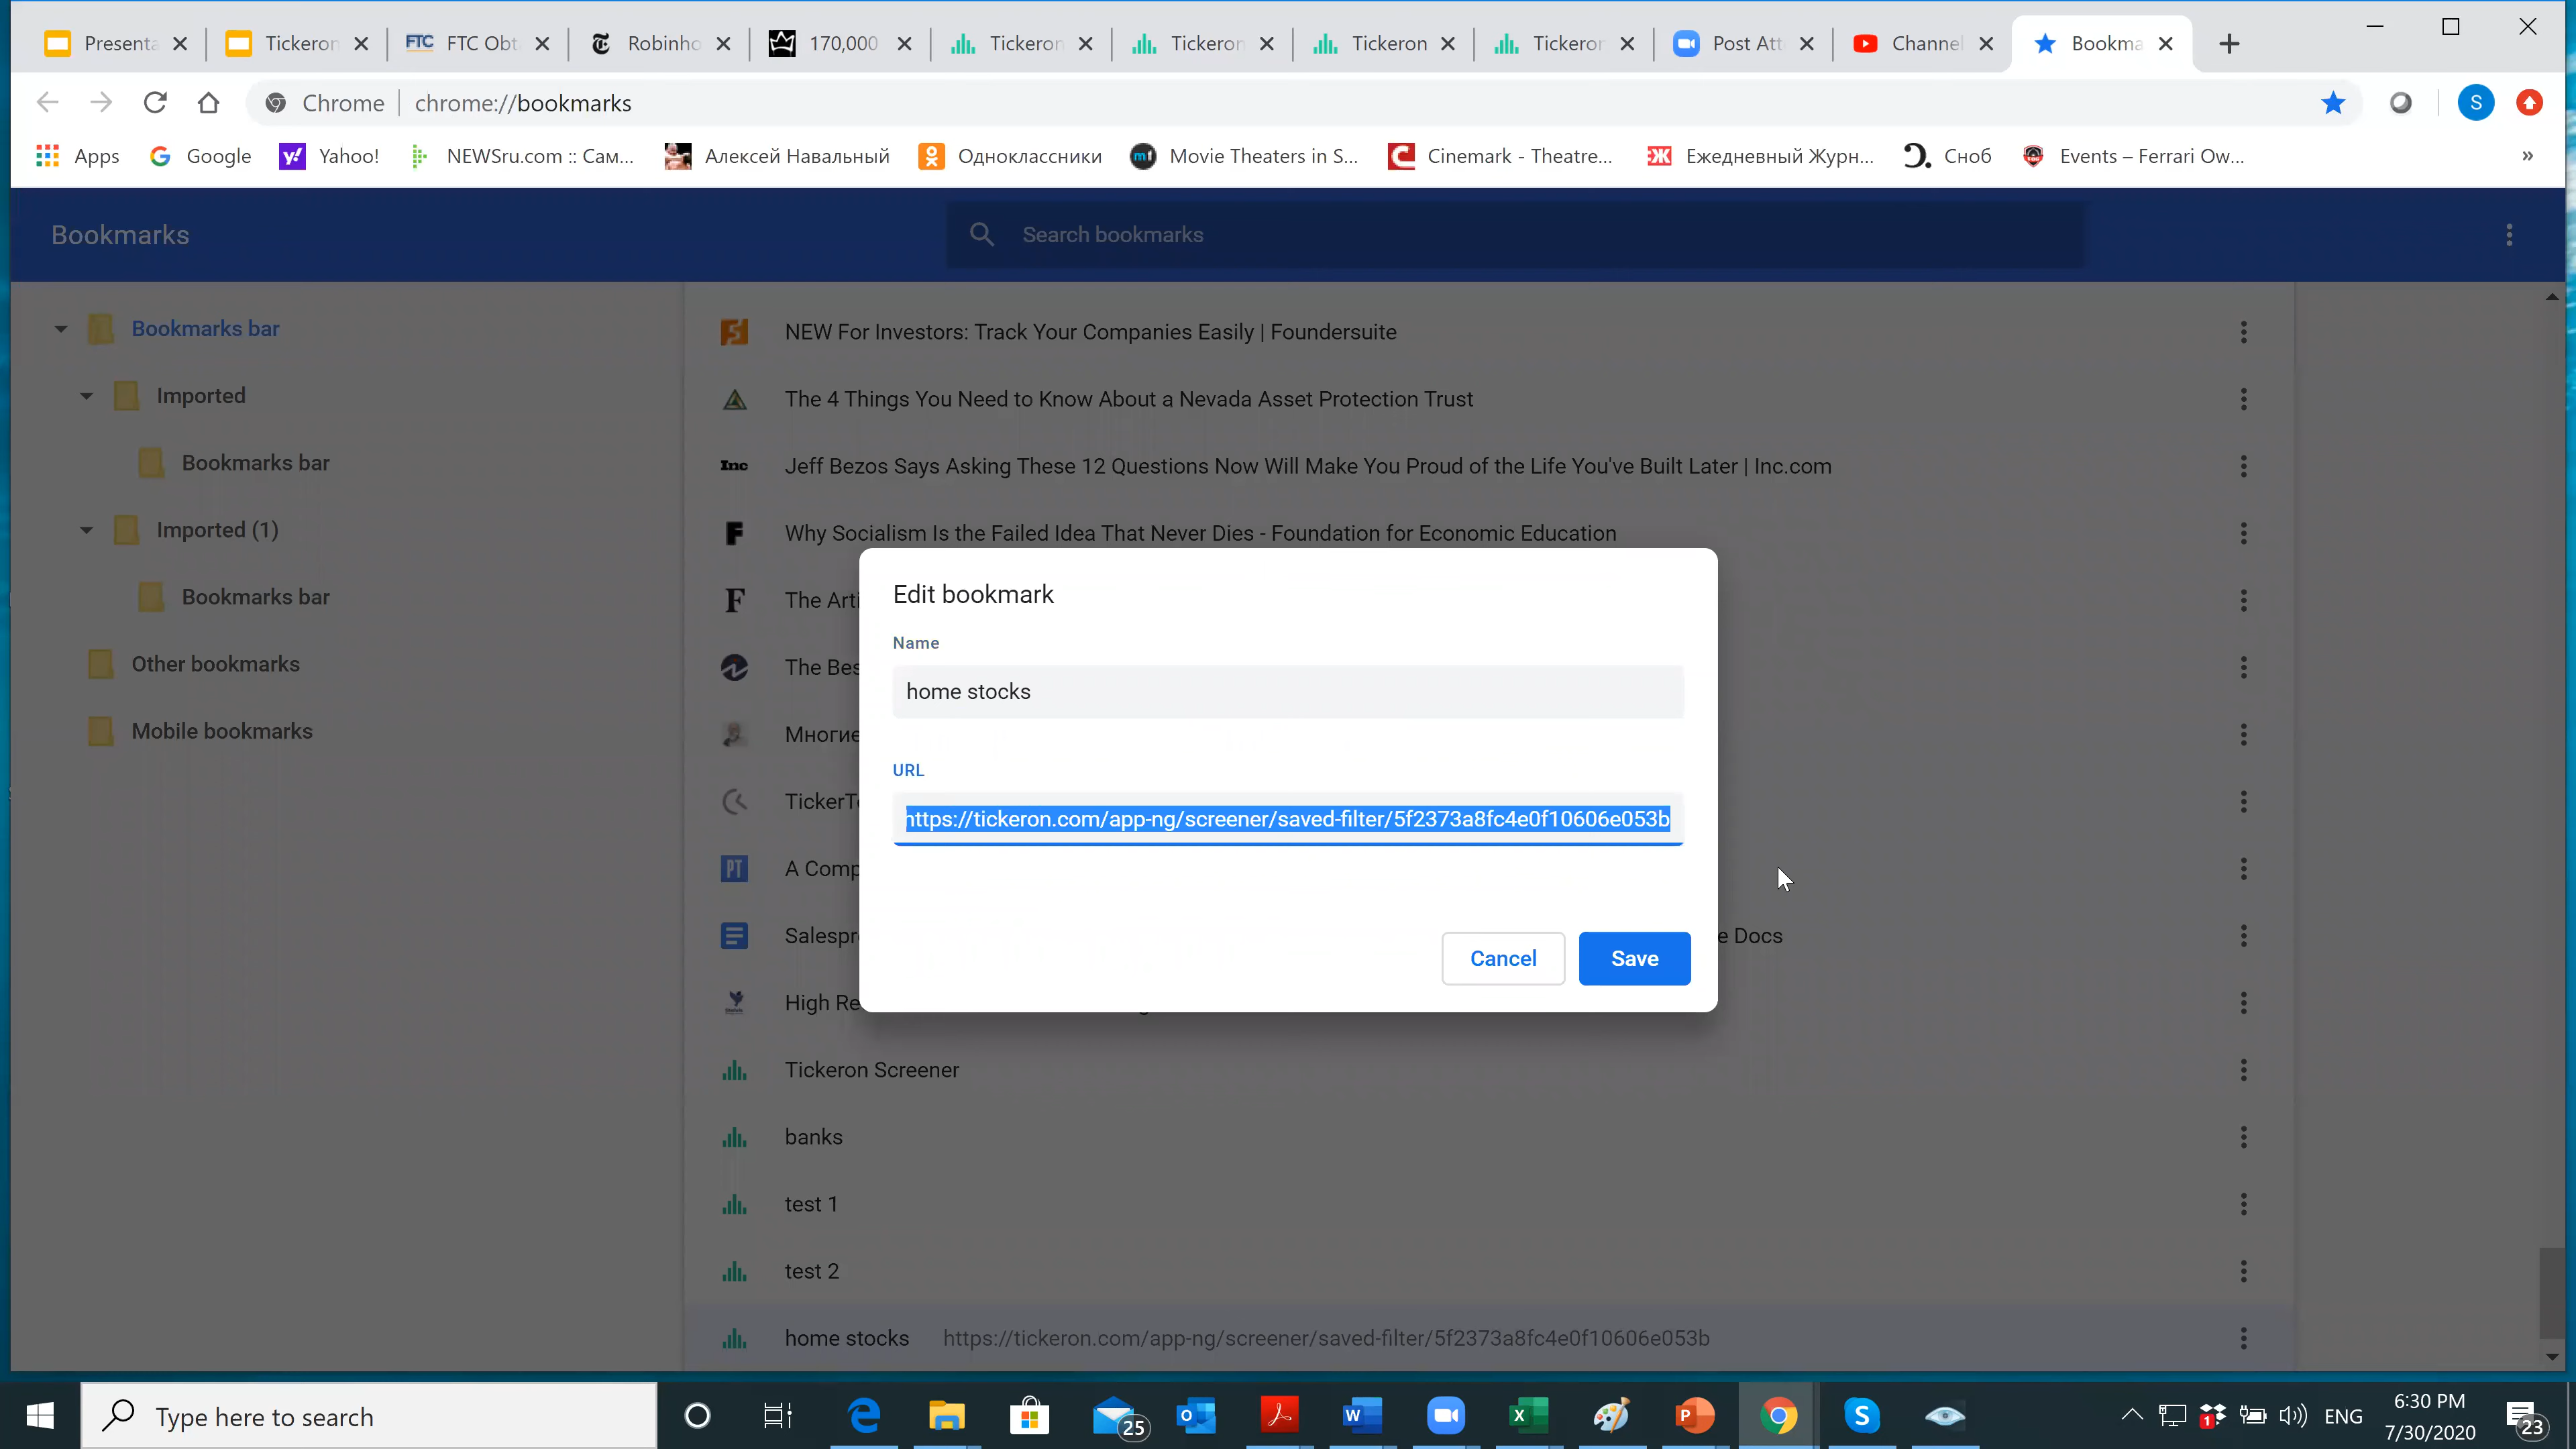 Presenta
Tickeron
FTC FTC Obt
Robinho
170,000
Tickeron
Tickeron
Tickeron
Tickeron
Post Att
Channel
Bookma
Chrome chrome://bookmarks S
Apps Google Yahoo! NEWSru.com :: Сам... Алексей Навальный Одноклассники Movie Theaters in S... Cinemark - Theatre... Ежедневный Журн... Сноб Events – Ferrari Ow... »
Bookmarks
Search bookmarks
Bookmarks bar
Imported
Bookmarks bar
Imported (1)
Bookmarks bar
Other bookmarks
Mobile bookmarks
NEW For Investors: Track Your Companies Easily | Foundersuite
The 4 Things You Need to Know About a Nevada Asset Protection Trust
Inc Jeff Bezos Says Asking These 12 Questions Now Will Make You Proud of the Life You've Built Later | Inc.com
F Why Socialism Is the Failed Idea That Never Dies - Foundation for Economic Education
F The Arti
The Bes
Многие
TickerTe
PT A Comp
Salespr e Docs
High Re
Tickeron Screener
banks
test 1
test 2
home stocks https://tickeron.com/app-ng/screener/saved-filter/5f2373a8fc4e0f10606e053b
Edit bookmark
Name
home stocks
URL
https://tickeron.com/app-ng/screener/saved-filter/5f2373a8fc4e0f10606e053b
Cancel
Save
Type here to search
25
1
ENG
6:30 PM
7/30/2020
23